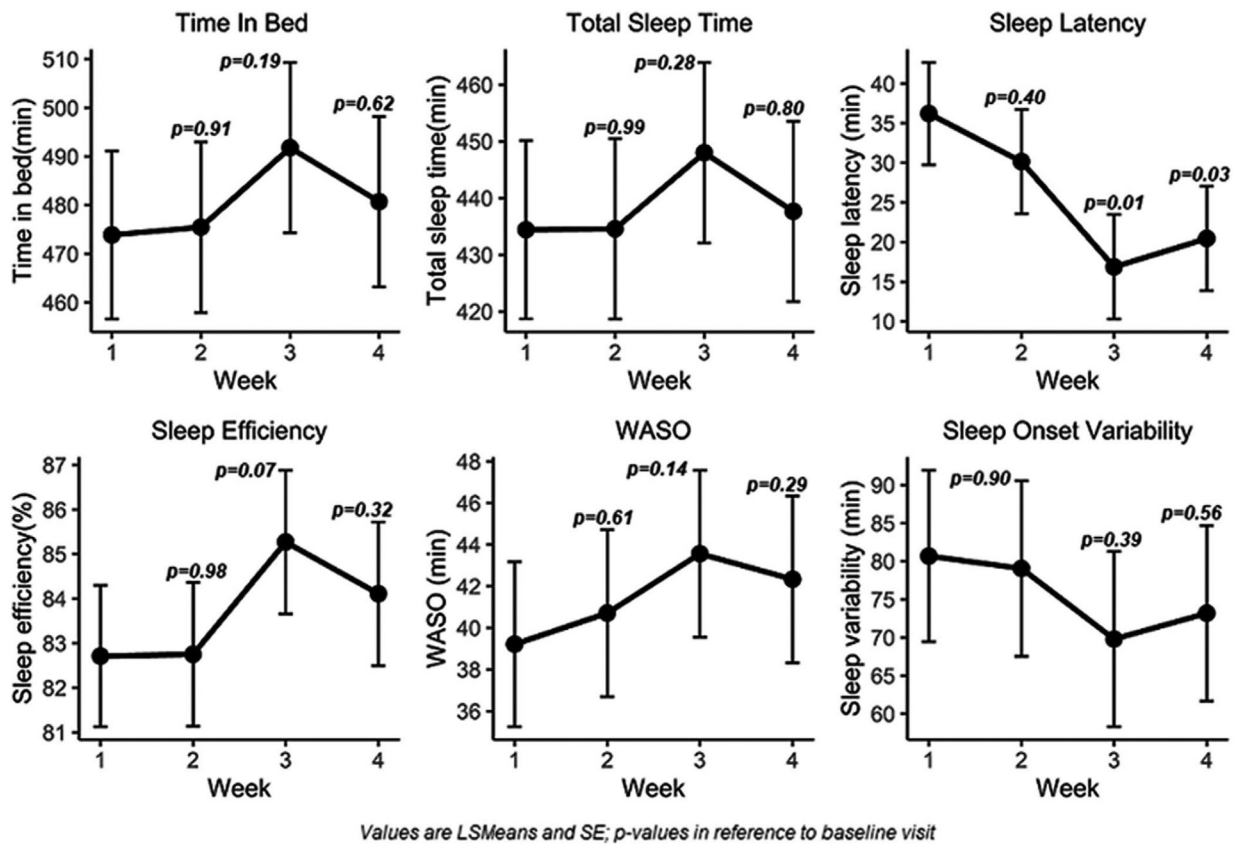 Time In Bed
Time in bed(min)
510
500
490
480
470
460
p=0.91
p=0.19
p=0.62
1 2 3 4
Week
Total Sleep Time
Total sleep time(min)
460
450
440
430
420
p=0.99
p=0.28
p=0.80
1 2 3 4
Week
Sleep Latency
Sleep latency (min)
40
35
30
25
20
15
10
p=0.40
p=0.01
p=0.03
1 2 3 4
Week
Sleep Efficiency
Sleep efficiency(%)
87
86
85
84
83
82
81
p=0.98
p=0.07
p=0.32
1 2 3 4
Week
WASO
WASO (min)
48
46
44
42
40
38
36
p=0.61
p=0.14
p=0.29
1 2 3 4
Week
Sleep Onset Variability
Sleep variability (min)
90
85
80
75
70
65
60
p=0.90
p=0.39
p=0.56
1 2 3 4
Week
Values are LSMeans and SE; p-values in reference to baseline visit